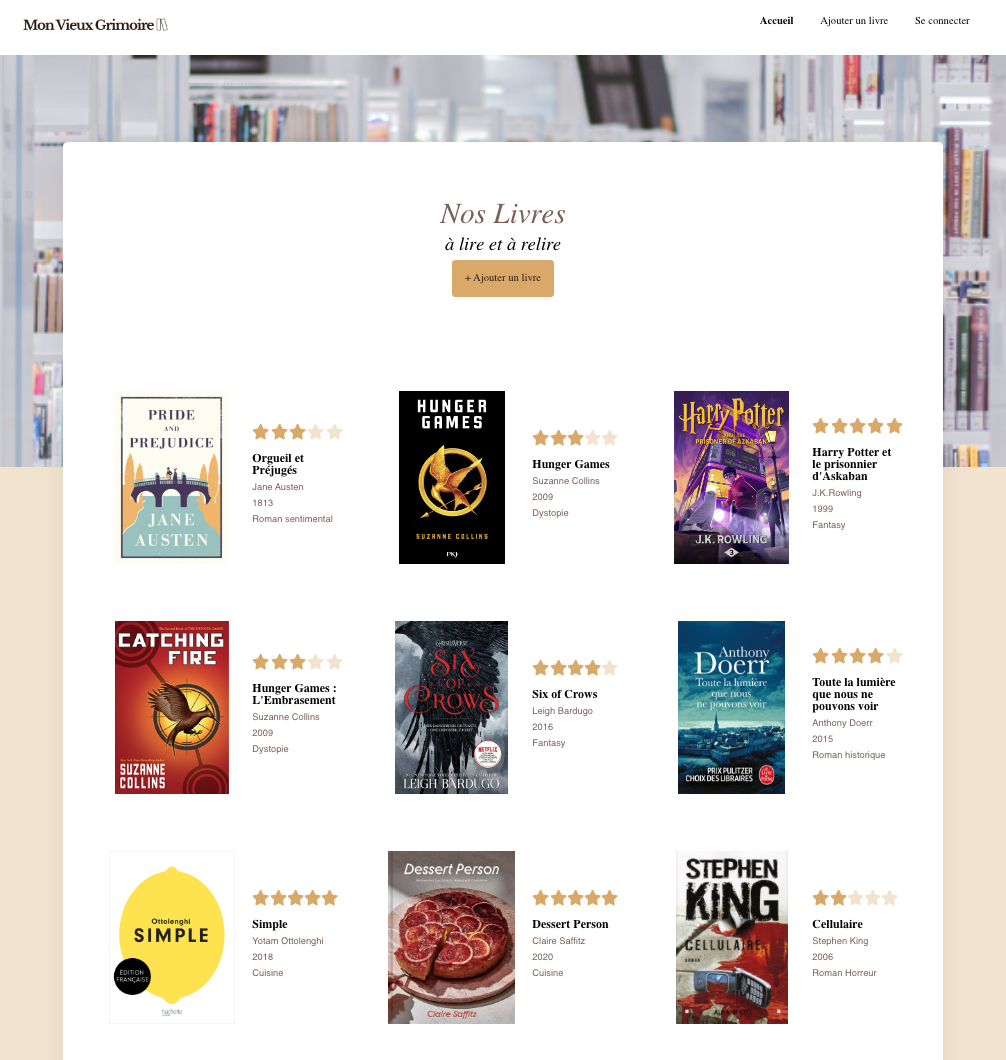 Mon Vieux Grimoire
Accueil
Ajouter un livre
Se connecter
Nos Livres
à lire et à relire
+ Ajouter un livre
PRIDE
AND
PREJUDICE
JANE
AUSTEN
Orgueil et
Préjugés
Jane Austen
1813
Roman sentimental
HUNGER
GAMES
SUZANNE COLLINS
PKJ
Hunger Games
Suzanne Collins
2009
Dystopie
Harry Potter
PRISONER OF AZKABAN
J.K. ROWLING
3
Harry Potter et
le prisonnier
d'Askaban
J.K.Rowling
1999
Fantasy
CATCHING
FIRE
SUZANNE
COLLINS
Hunger Games :
L'Embrasement
Suzanne Collins
2009
Dystopie
SIX
OF
CROWS
NETFLIX
LEIGH BARDUGO
Six of Crows
Leigh Bardugo
2016
Fantasy
Anthony
Doerr
Toute la lumière
que nous
ne pouvons voir
PRIX PULITZER
CHOIX DES LIBRAIRES
Toute la lumière
que nous ne
pouvons voir
Anthony Doerr
2015
Roman historique
Ottolenghi
SIMPLE
ÉDITION
FRANÇAISE
hachette
Simple
Yotam Ottolenghi
2018
Cuisine
Dessert Person
Claire Saffitz
Dessert Person
Claire Saffitz
2020
Cuisine
STEPHEN
KING
CELLULAIRE
ROMAN
Cellulaire
Stephen King
2006
Roman Horreur